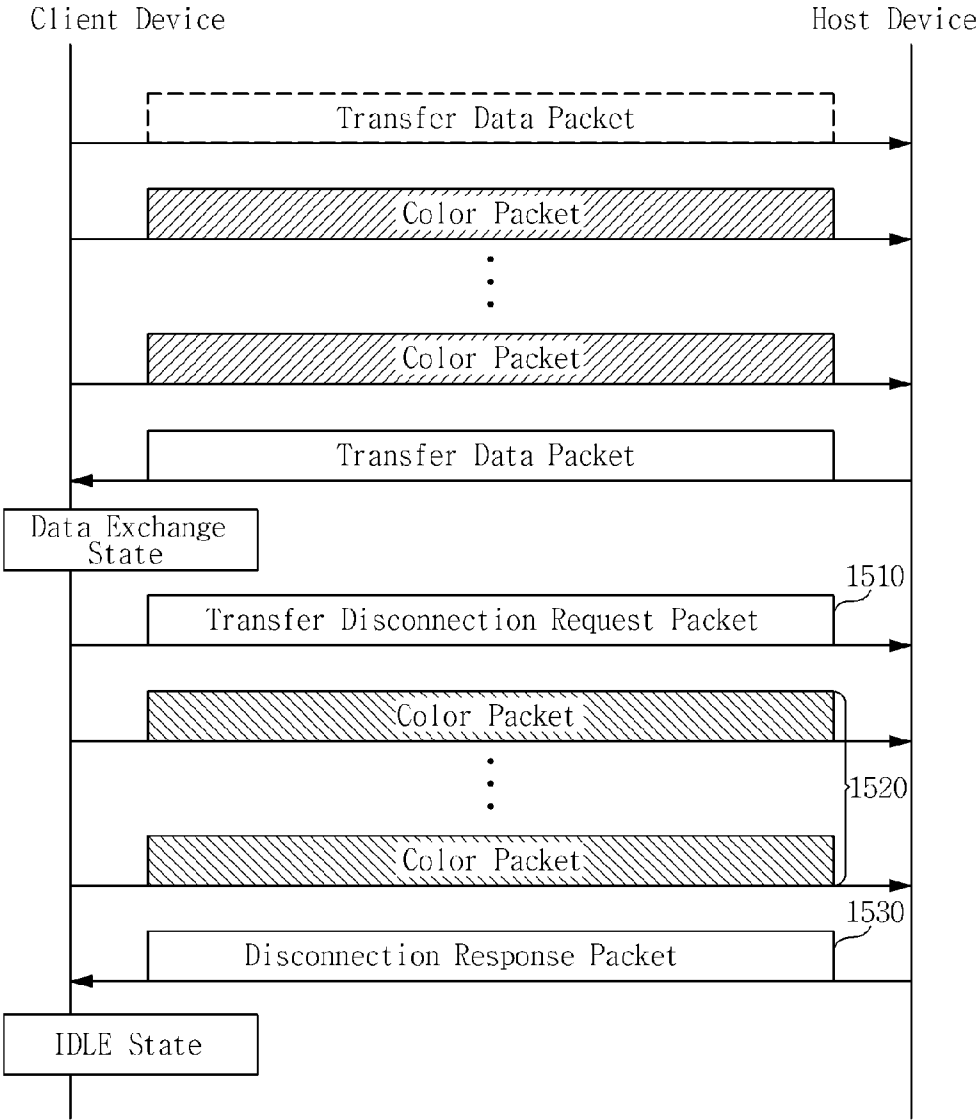 Client Device
Host Device
Transfer Data Packet
Color Packet
Color Packet
Transfer Data Packet
Data Exchange
State
1510
Transfer Disconnection Request Packet
Color Packet
1520
Color Packet
1530
Disconnection Response Packet
IDLE State